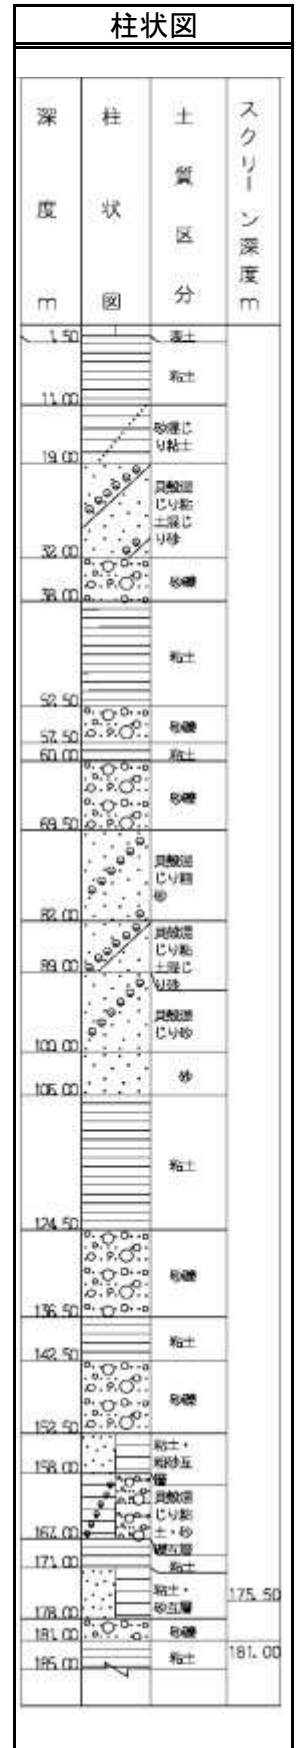 柱状図
深度m
柱状図
土質区分
スクリーン深度m
1.50
表土
粘土
11.00
砂混じ
り粘土
19.00
貝殻混
じり粘
土混じ
り砂
32.00
砂礫
38.00
粘土
52.50
砂礫
57.50
粘土
60.00
砂礫
69.50
貝殻混
じり細
砂
82.00
貝殻混
じり粘
土混じ
り砂
89.00
貝殻混
じり砂
100.00
砂
106.00
粘土
124.50
砂礫
136.50
粘土
142.50
砂礫
152.50
粘土・
粗砂互
層
158.00
貝殻混
じり粘
土・砂
礫互層
167.00
粘土
171.00
粘土・
砂互層
175.50
178.00
砂礫
181.00
粘土
181.00
185.00